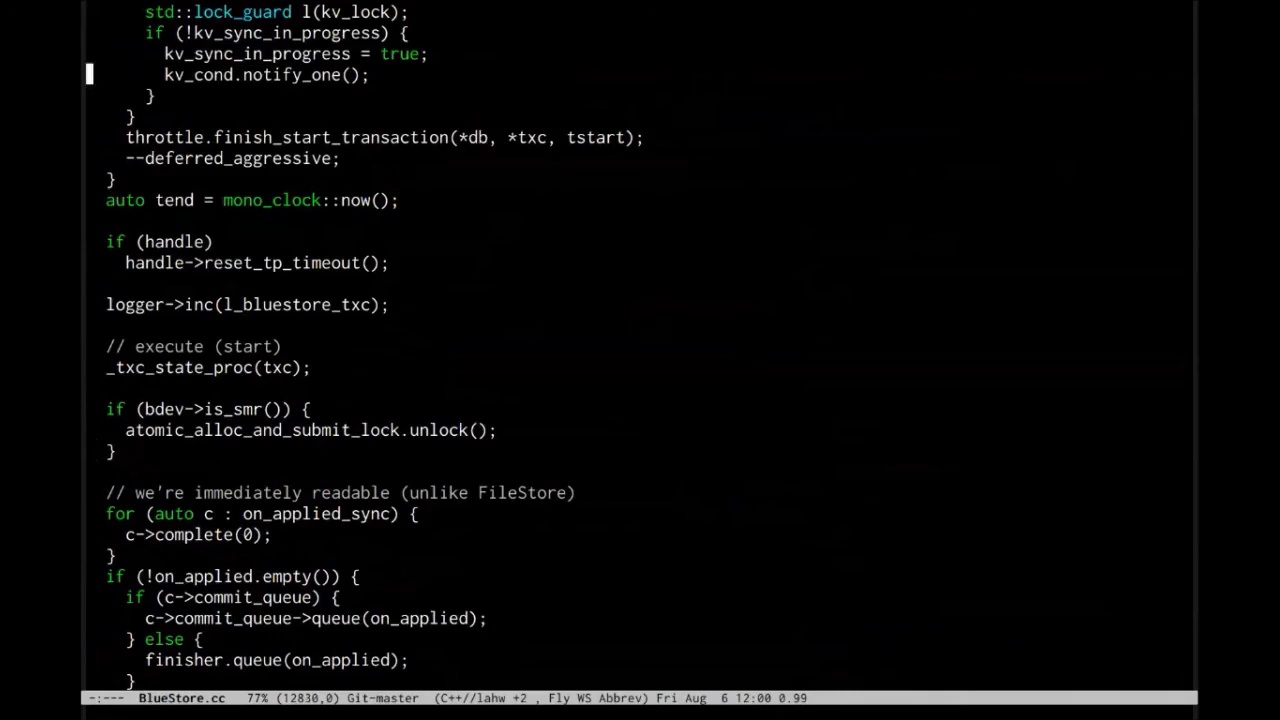 std::lock_guard l(kv_lock);
if (!kv_sync_in_progress) {
kv_sync_in_progress = true;
kv_cond.notify_one();
}
}
throttle.finish_start_transaction(*db, *txc, tstart);
--deferred_aggressive;
}
auto tend = mono_clock::now();
if (handle)
handle->reset_tp_timeout();
logger->inc(l_bluestore_txc);
// execute (start)
_txc_state_proc(txc);
if (bdev->is_smr()) {
atomic_alloc_and_submit_lock.unlock();
}
// we're immediately readable (unlike FileStore)
for (auto c : on_applied_sync) {
c->complete(0);
}
if (!on_applied.empty()) {
if (c->commit_queue) {
c->commit_queue->queue(on_applied);
} else {
finisher.queue(on_applied);
}
-:--- BlueStore.cc 77% (12830,0) Git-master (C++//lahw +2 , Fly WS Abbrev) Fri Aug 6 12:00 0.99